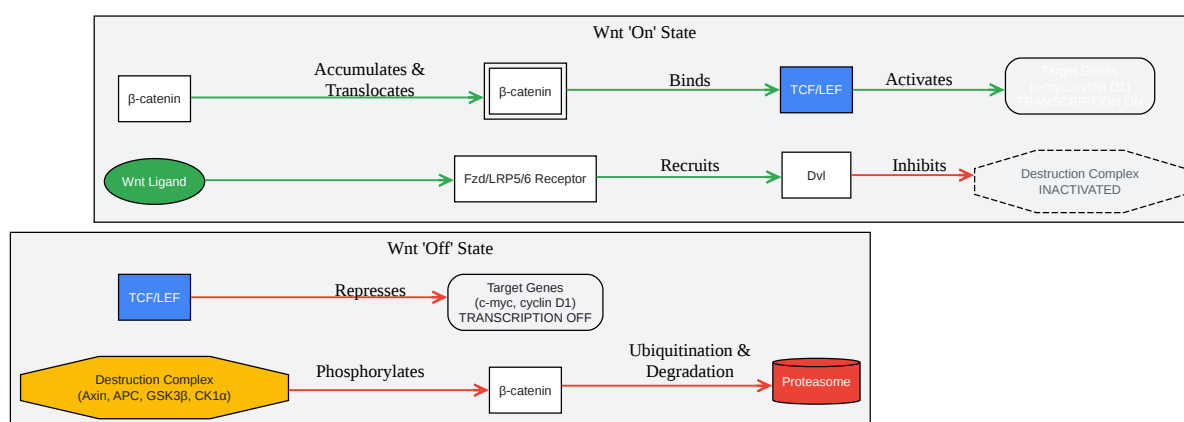 Wnt 'On' State
β-catenin
Accumulates &
Translocates
β-catenin
Binds
TCF/LEF
Activates
Target Genes
(c-myc, cyclin D1)
TRANSCRIPTION ON
Wnt Ligand
Fzd/LRP5/6 Receptor
Recruits
Dvl
Inhibits
Destruction Complex
INACTIVATED
Wnt 'Off' State
TCF/LEF
Represses
Target Genes
(c-myc, cyclin D1)
TRANSCRIPTION OFF
Destruction Complex
(Axin, APC, GSK3β, CK1α)
Phosphorylates
β-catenin
Ubiquitination &
Degradation
Proteasome